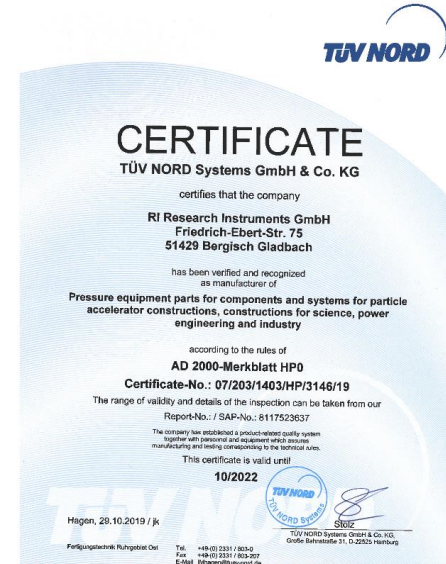 TÜV NORD
CERTIFICATE
TÜV NORD Systems GmbH & Co. KG
certifies that the company
RI Research Instruments GmbH
Friedrich-Ebert-Str. 75
51429 Bergisch Gladbach
has been verified and recognized
as manufacturer of
Pressure equipment parts for components and systems for particle
accelerator constructions, constructions for science, power
engineering and industry
according to the rules of
AD 2000-Merkblatt HP0
Certificate-No.: 07/203/1403/HP/3146/19
The range of validity and details of the inspection can be taken from our
Report-No.: / SAP-No.: 8117523637
The company has established a product-related quality system
together with personnel and equipment which assures
manufacturing and testing corresponding to the technical rules.
This certificate is valid until
10/2022
TÜV NORD
TÜV NORD Systems
Hagen, 29.10.2019 / jk
Stolz
TÜV NORD Systems GmbH & Co. KG,
Große Bahnstraße 31, D-22525 Hamburg
Fertigungstechnik Ruhrgebiet Ost
Tel. +49-(0) 2331 / 803-0
Fax +49-(0) 2331 / 803-207
E-Mail